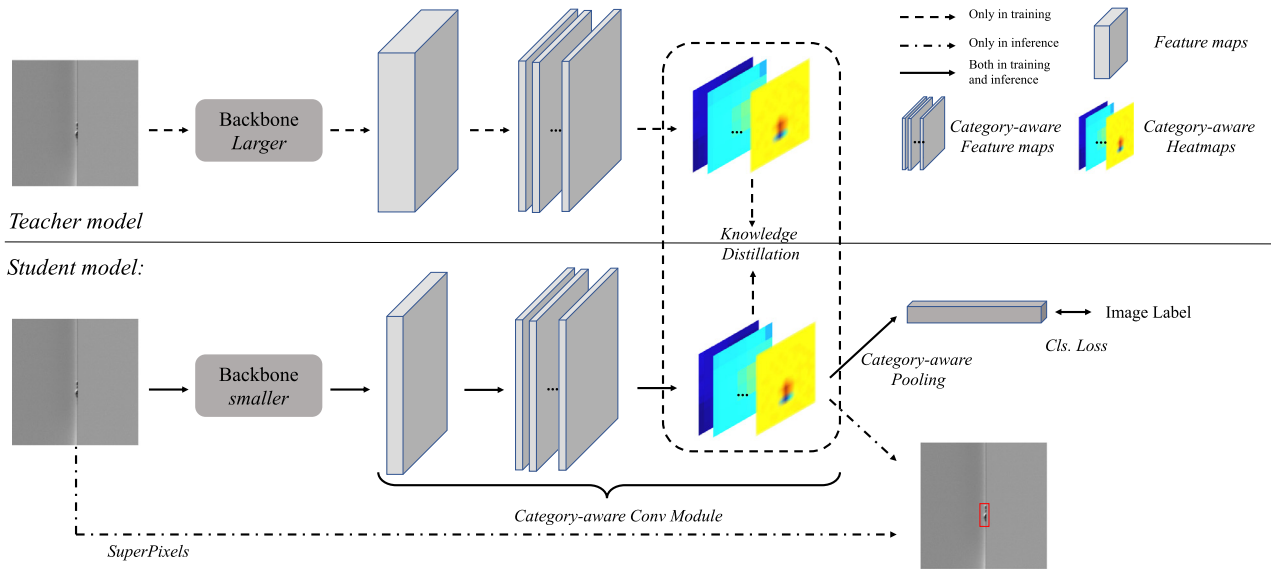 Only in training
Only in inference
Both in training
and inference
Feature maps
Category-aware
Feature maps
Category-aware
Heatmaps
Backbone
Larger
...
...
...
...
Teacher model
Knowledge
Distillation
Student model:
Backbone
smaller
...
...
Category-aware
Pooling
Image Label
Cls. Loss
Category-aware Conv Module
SuperPixels